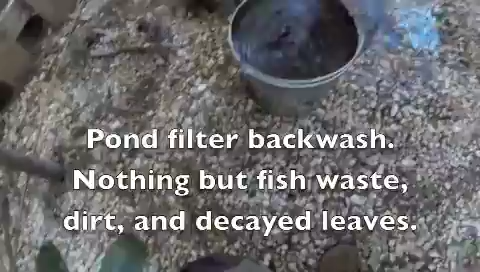 Pond filter backwash.
Nothing but fish waste,
dirt, and decayed leaves.